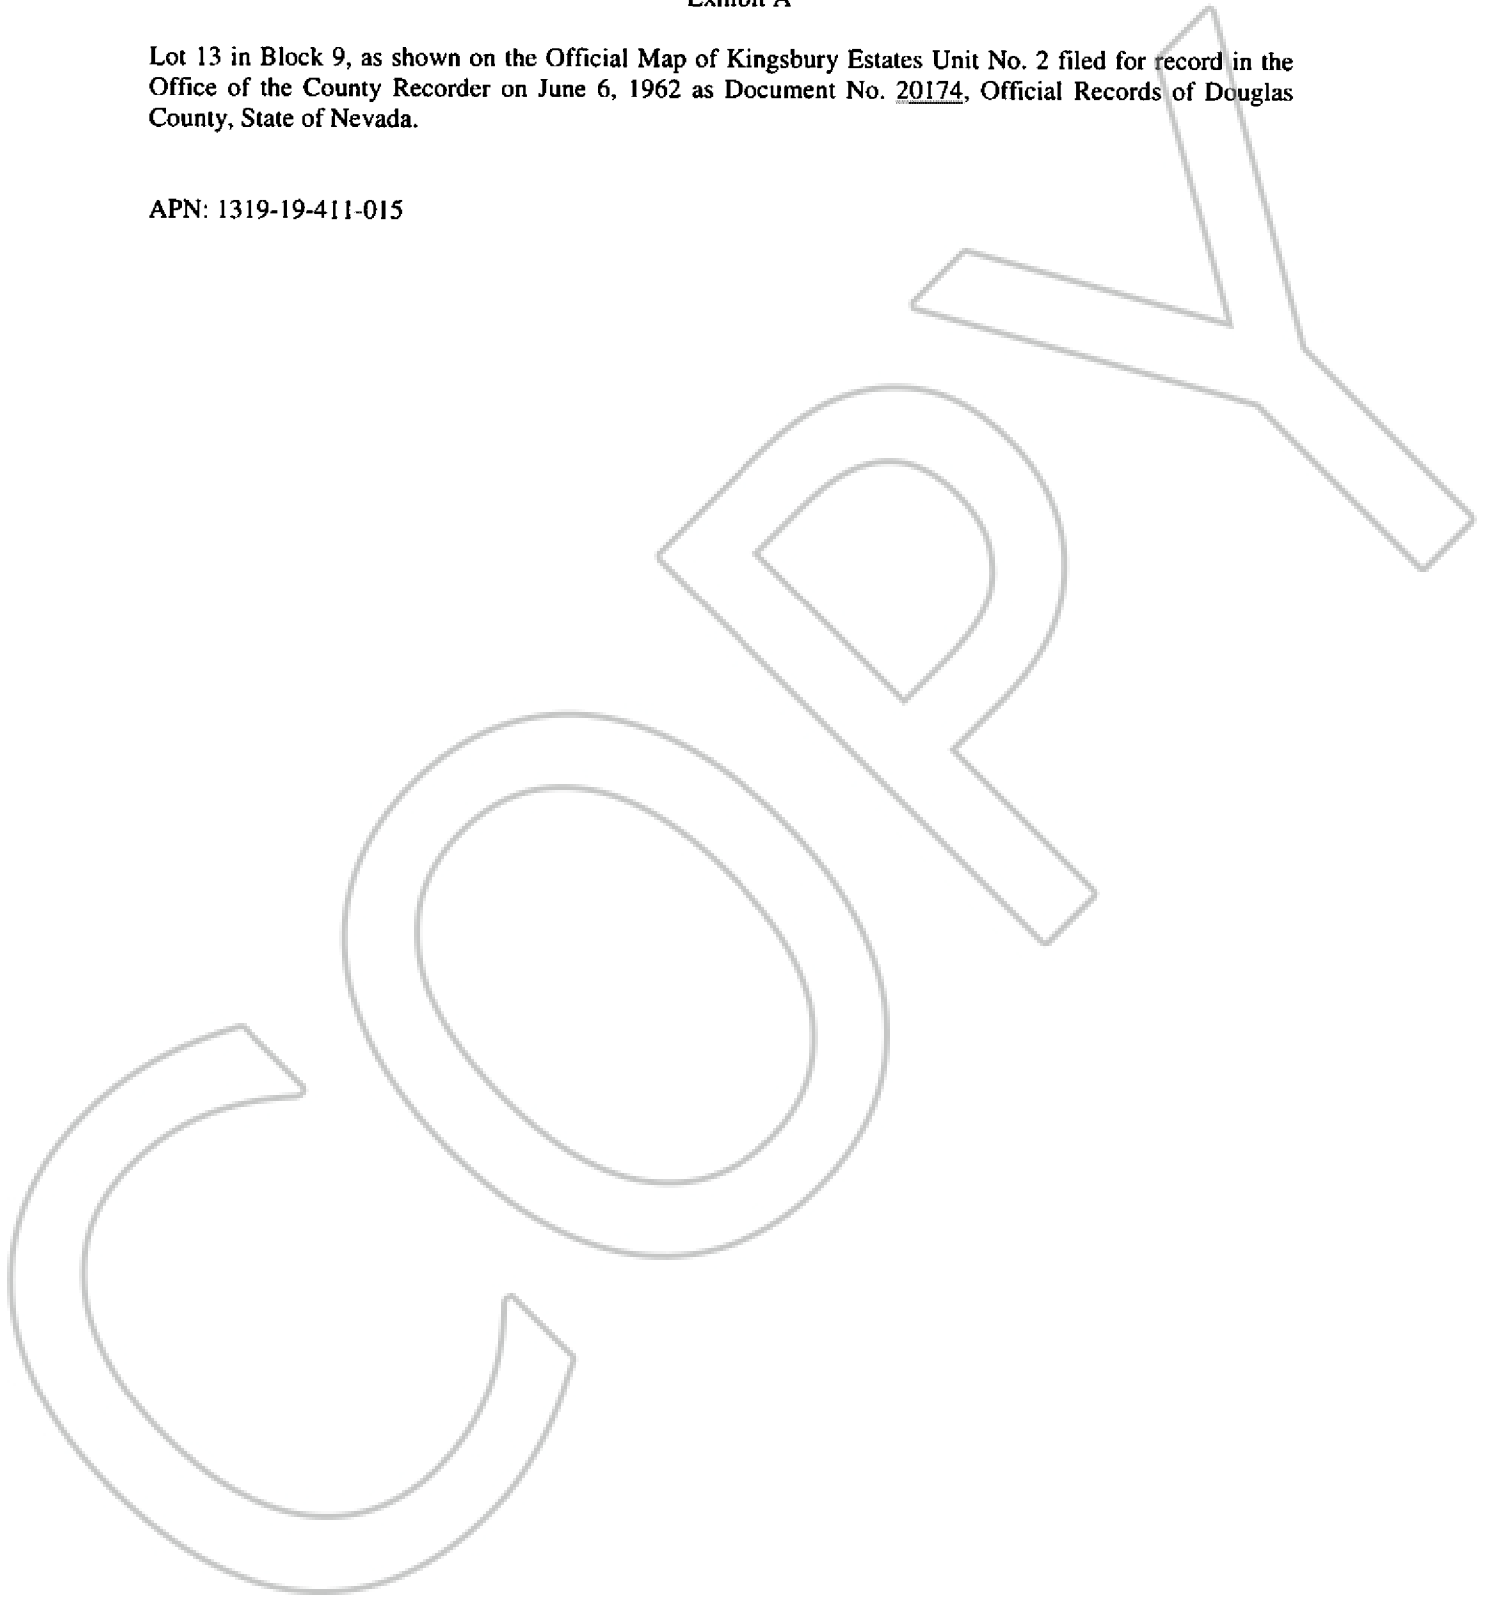 Exhibit A
Lot 13 in Block 9, as shown on the Official Map of Kingsbury Estates Unit No. 2 filed for record in the
Office of the County Recorder on June 6, 1962 as Document No. 20174, Official Records of Douglas
County, State of Nevada.
APN: 1319-19-411-015
COPY